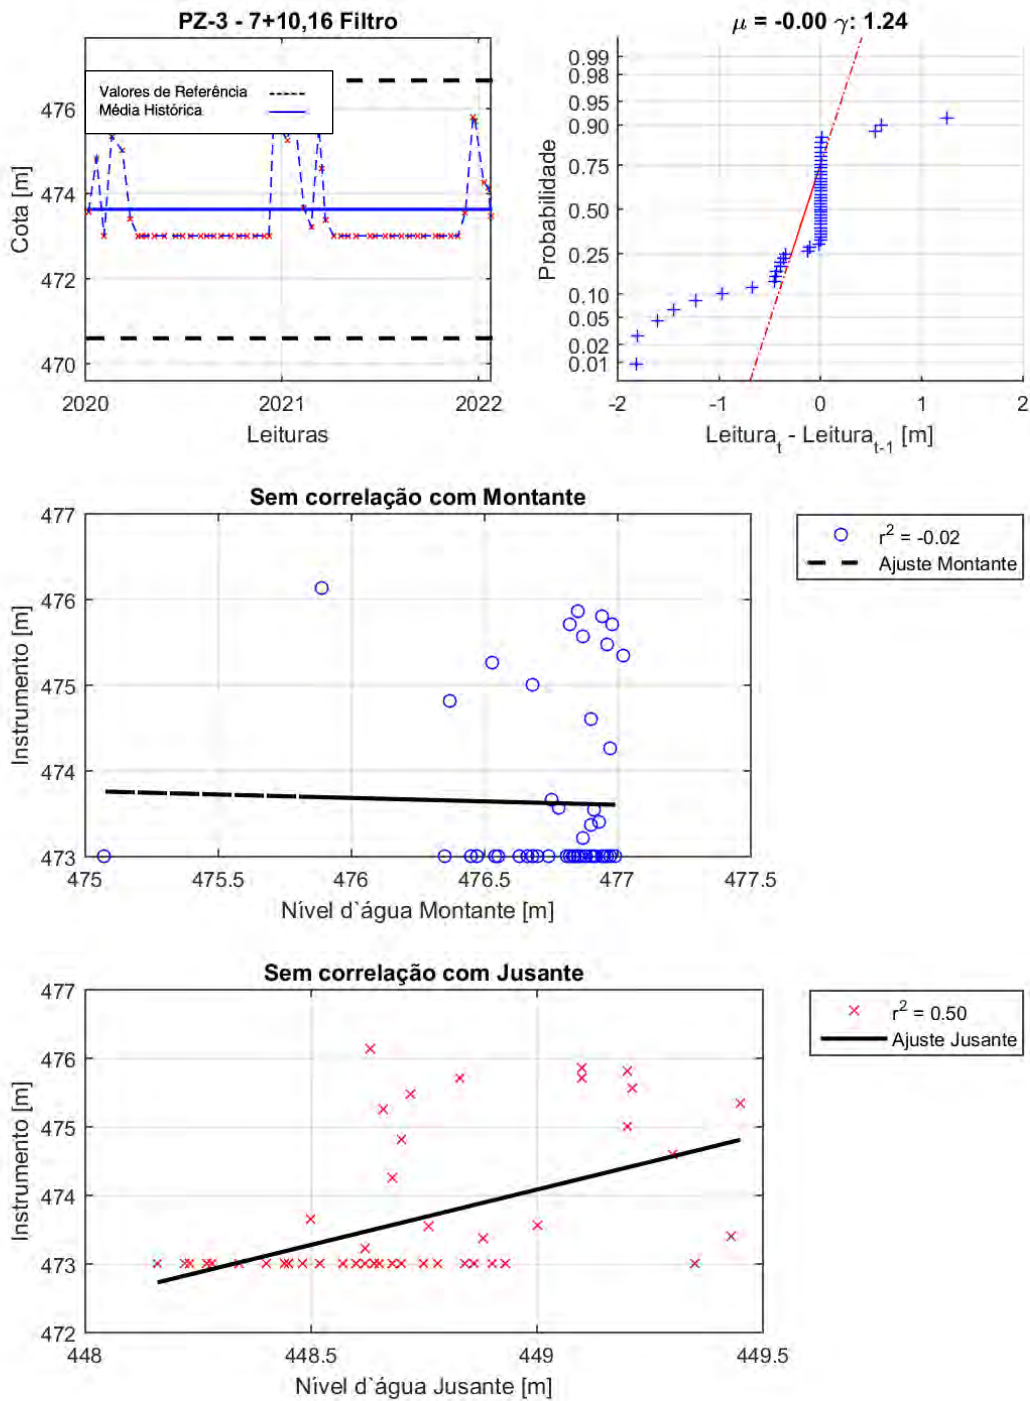 PZ-3 - 7+10,16 Filtro
Valores de Referência
Média Histórica
Cota [m]
476
474
472
470
2020
2021
2022
Leituras
μ = -0.00 γ: 1.24
Probabilidade
0.99
0.98
0.95
0.90
0.75
0.50
0.25
0.10
0.05
0.02
0.01
-2
-1
0
1
2
Leitura_t - Leitura_t-1 [m]
Sem correlação com Montante
Instrumento [m]
477
476
475
474
473
475
475.5
476
476.5
477
477.5
Nível d`água Montante [m]
r² = -0.02
Ajuste Montante
Sem correlação com Jusante
Instrumento [m]
477
476
475
474
473
472
448
448.5
449
449.5
Nível d`água Jusante [m]
r² = 0.50
Ajuste Jusante